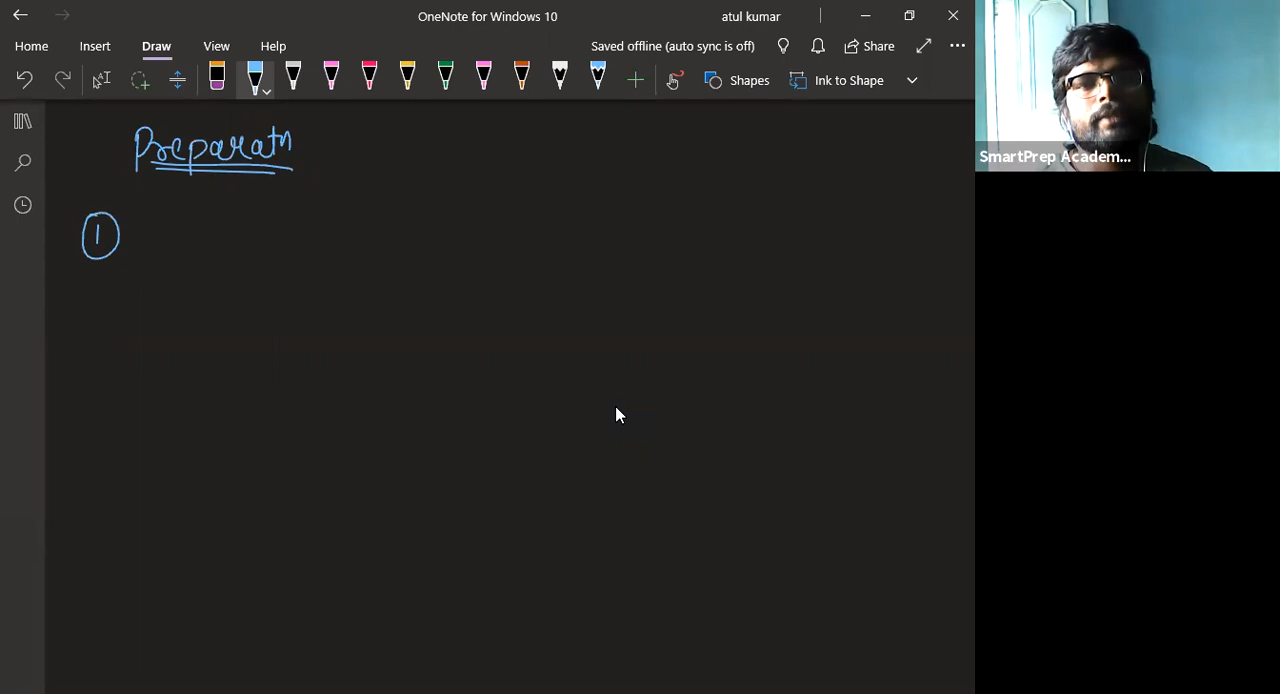 OneNote for Windows 10
atul kumar
Home Insert Draw View Help
Saved offline (auto sync is off) Share
Shapes Ink to Shape
SmartPrep Academ...
Preparatn
1